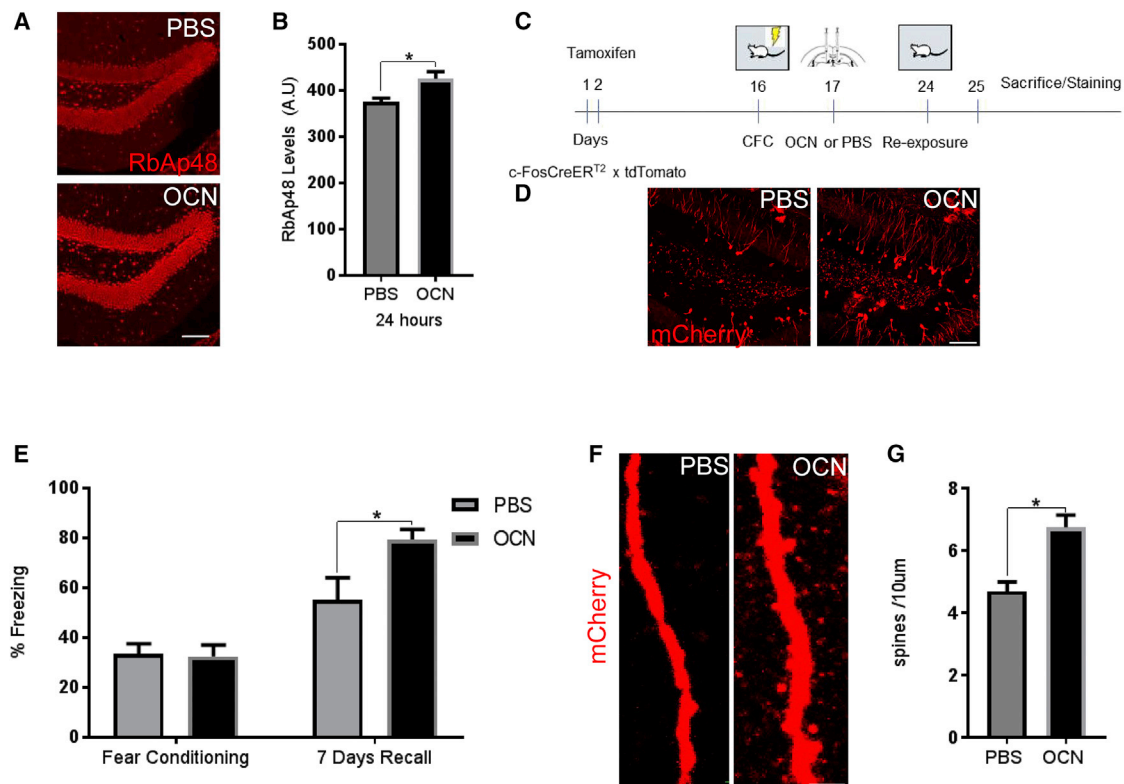 A
PBS
RbAp48
OCN
B
RbAp48 Levels (A.U)
500
400
300
200
100
0
*
PBS OCN
24 hours
C
Tamoxifen
1 2 16 17 24 25 Sacrifice/Staining
Days CFC OCN or PBS Re-exposure
c-FosCreERT2 x tdTomato
D
PBS OCN
mCherry
E
% Freezing
100
80
60
40
20
0
*
PBS
OCN
Fear Conditioning 7 Days Recall
F
PBS OCN
mCherry
G
spines /10um
8
6
4
2
0
*
PBS OCN